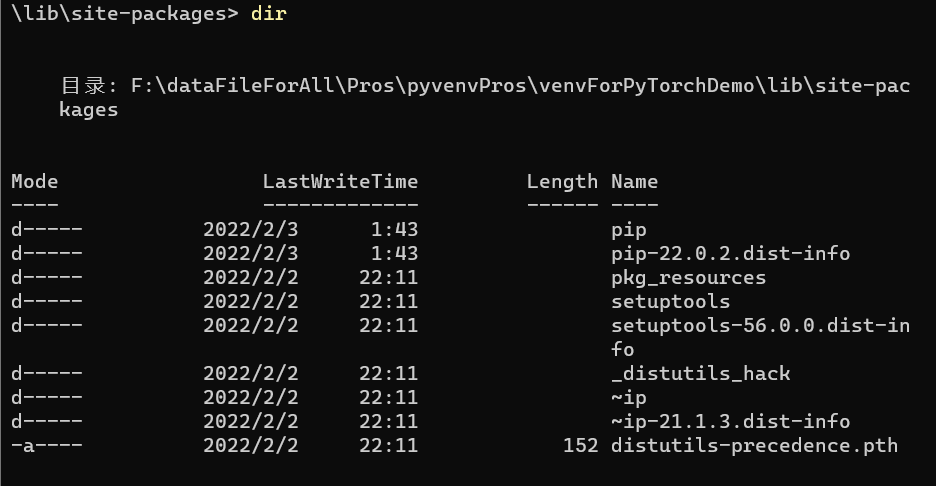 \lib\site-packages> dir
目录: F:\dataFileForAll\Pros\pyvenvPros\venvForPyTorchDemo\lib\site-pac
kages
Mode                 LastWriteTime         Length Name
----                 -------------         ------ ----
d-----          2022/2/3      1:43                pip
d-----          2022/2/3      1:43                pip-22.0.2.dist-info
d-----          2022/2/2     22:11                pkg_resources
d-----          2022/2/2     22:11                setuptools
d-----          2022/2/2     22:11                setuptools-56.0.0.dist-in
fo
d-----          2022/2/2     22:11                _distutils_hack
d-----          2022/2/2     22:11                ~ip
d-----          2022/2/2     22:11                ~ip-21.1.3.dist-info
-a----          2022/2/2     22:11            152 distutils-precedence.pth